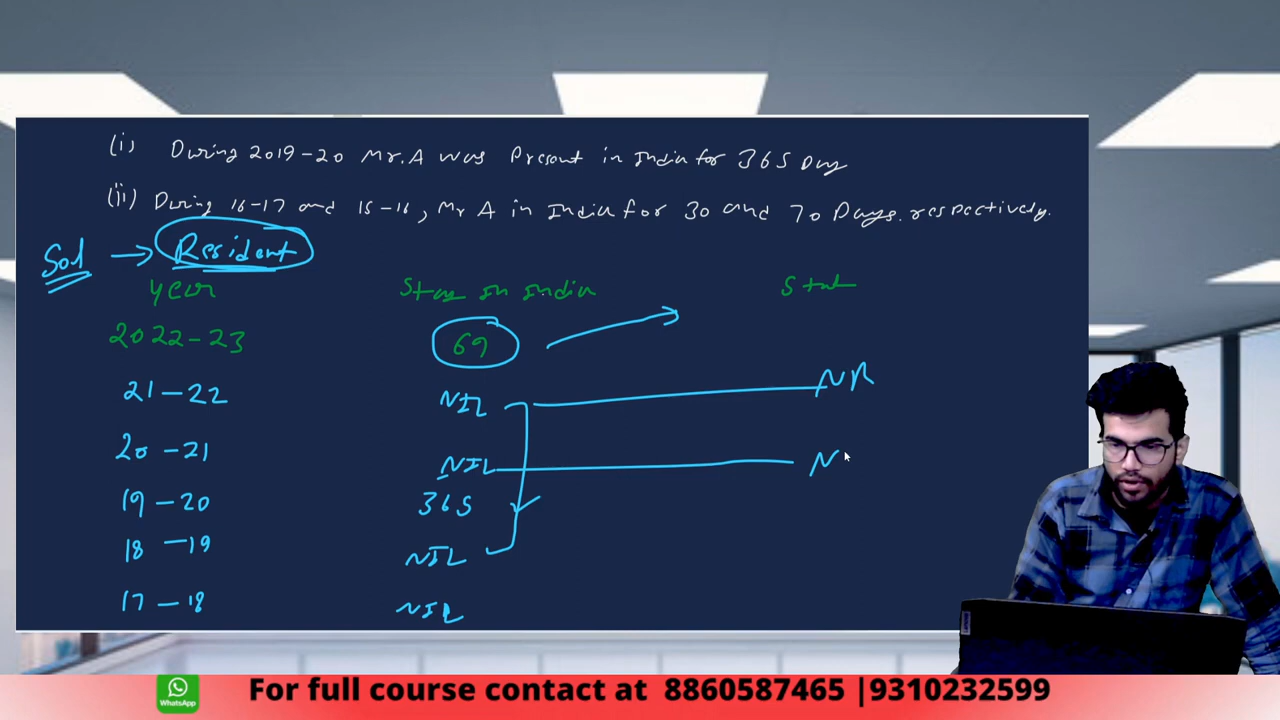 (i) During 2019-20 Mr.A was Present in India for 365 Day
(ii) During 16-17 and 15-16, Mr A in India for 30 and 70 Days. respectively.
Sol → Resident
year Stay in India Stat
2022-23 69
21-22 NIL NR
20-21 NIL N
19-20 365
18-19 NIL
17-18 NIL
WhatsApp For full course contact at 8860587465 |9310232599
Lenovo